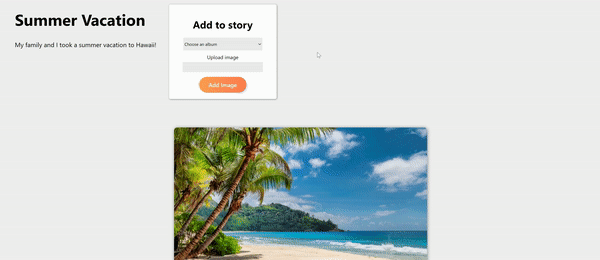 Summer Vacation
My family and I took a summer vacation to Hawaii!
Add to story
Choose an album
Upload image
Add Image